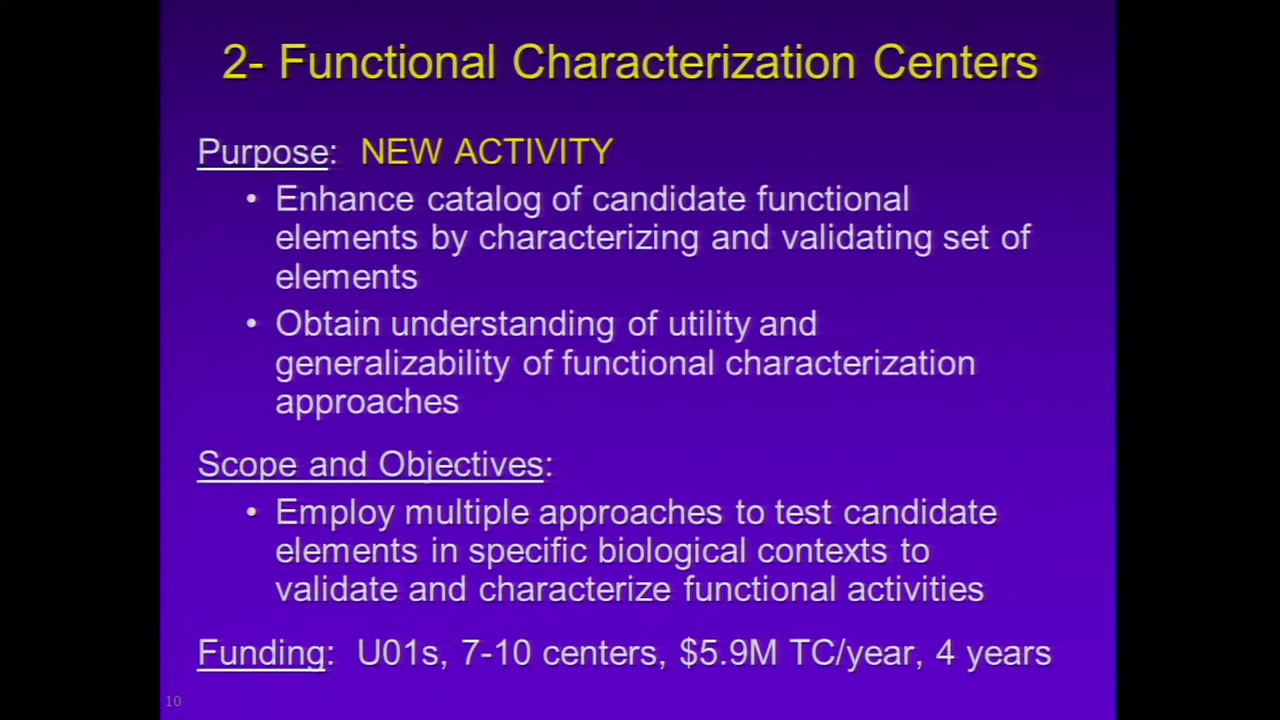 2- Functional Characterization Centers
Purpose: NEW ACTIVITY
• Enhance catalog of candidate functional
elements by characterizing and validating set of
elements
• Obtain understanding of utility and
generalizability of functional characterization
approaches
Scope and Objectives:
• Employ multiple approaches to test candidate
elements in specific biological contexts to
validate and characterize functional activities
Funding: U01s, 7-10 centers, $5.9M TC/year, 4 years
10